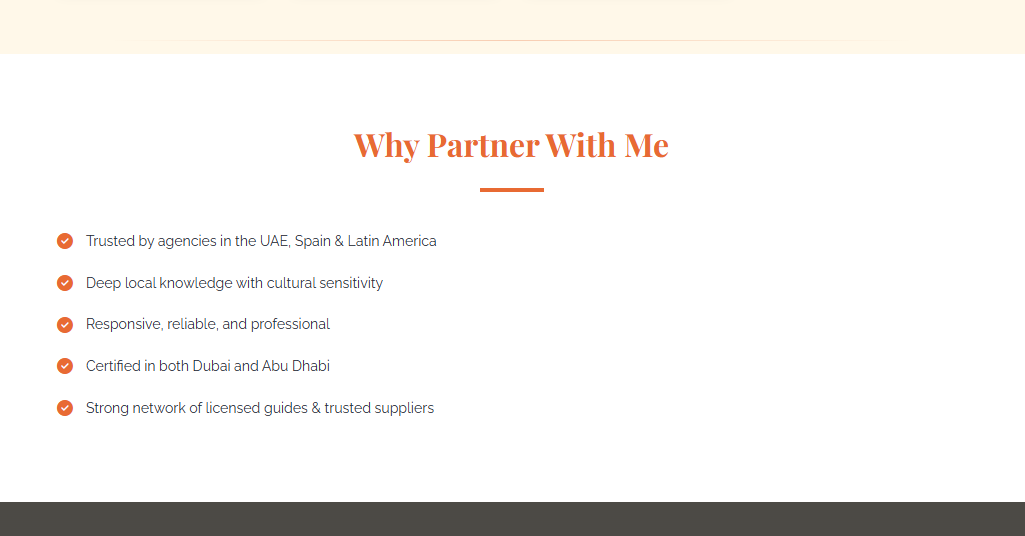 Why Partner With Me
Trusted by agencies in the UAE, Spain & Latin America
Deep local knowledge with cultural sensitivity
Responsive, reliable, and professional
Certified in both Dubai and Abu Dhabi
Strong network of licensed guides & trusted suppliers